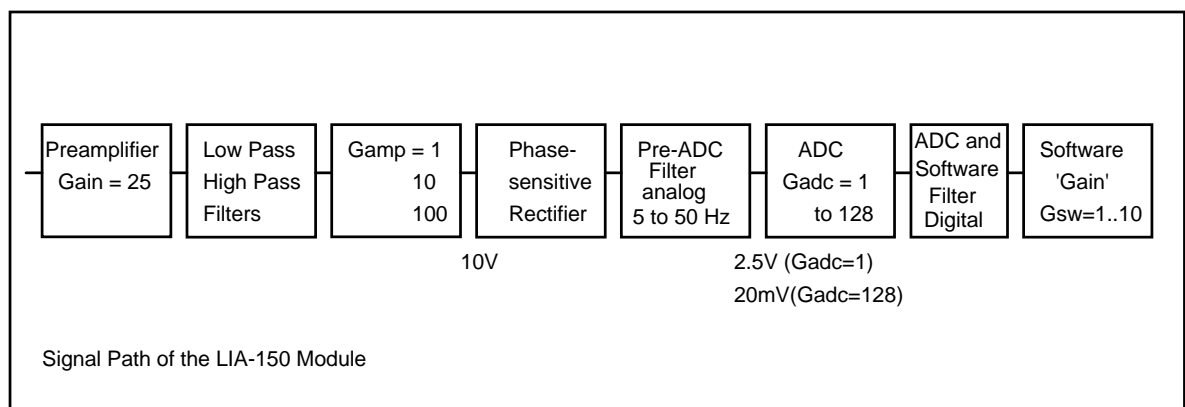 Preamplifier
Gain = 25
Low Pass
High Pass
Filters
Gamp = 1
10
100
Phase-
sensitive
Rectifier
Pre-ADC
Filter
analog
5 to 50 Hz
ADC
Gadc = 1
to 128
ADC and
Software
Filter
Digital
Software
'Gain'
Gsw=1..10
10V
2.5V (Gadc=1)
20mV(Gadc=128)
Signal Path of the LIA-150 Module